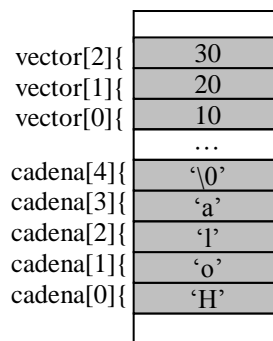 vector[2]{ 30
vector[1]{ 20
vector[0]{ 10
…
cadena[4]{ ‘\0’
cadena[3]{ ‘a’
cadena[2]{ ‘l’
cadena[1]{ ‘o’
cadena[0]{ ‘H’